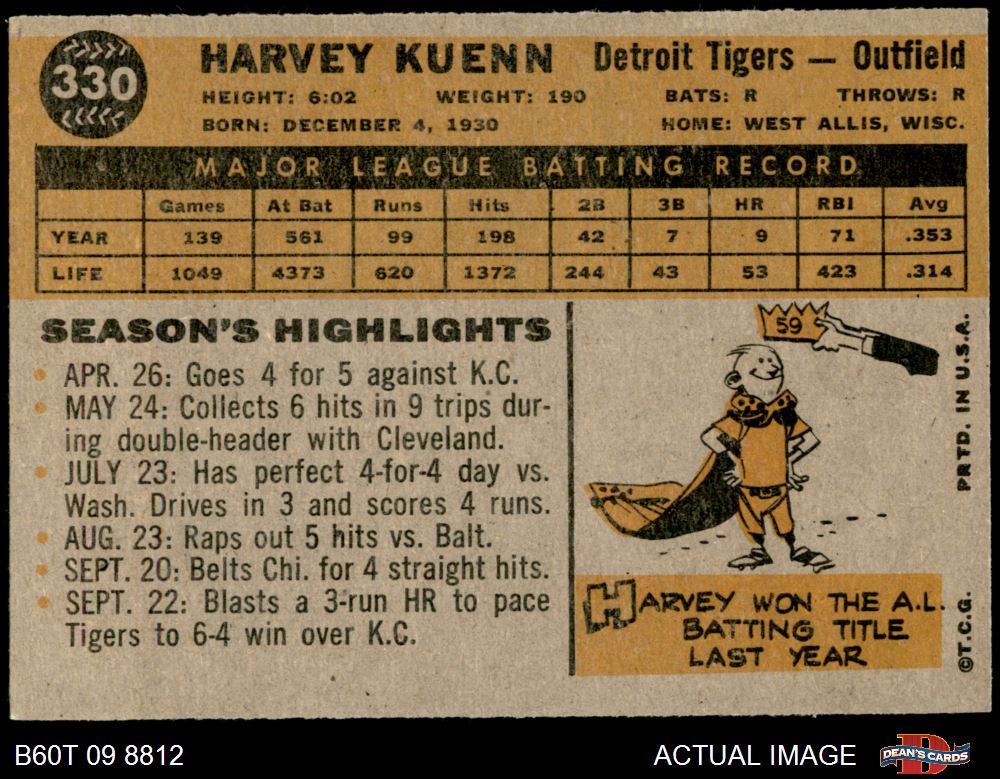 330
HARVEY KUENN Detroit Tigers — Outfield
HEIGHT: 6:02 WEIGHT: 190 BATS: R THROWS: R
BORN: DECEMBER 4, 1930 HOME: WEST ALLIS, WISC.
MAJOR LEAGUE BATTING RECORD
Games At Bat Runs Hits 2B 3B HR RBI Avg
YEAR 139 561 99 198 42 7 9 71 .353
LIFE 1049 4373 620 1372 244 43 53 423 .314
SEASON'S HIGHLIGHTS
• APR. 26: Goes 4 for 5 against K.C.
• MAY 24: Collects 6 hits in 9 trips dur-
ing double-header with Cleveland.
• JULY 23: Has perfect 4-for-4 day vs.
Wash. Drives in 3 and scores 4 runs.
• AUG. 23: Raps out 5 hits vs. Balt.
• SEPT. 20: Belts Chi. for 4 straight hits.
• SEPT. 22: Blasts a 3-run HR to pace
Tigers to 6-4 win over K.C.
59
HARVEY WON THE A.L.
BATTING TITLE
LAST YEAR
©T.C.G. PRTD. IN U.S.A.
B60T 09 8812 ACTUAL IMAGE DEAN'S CARDS